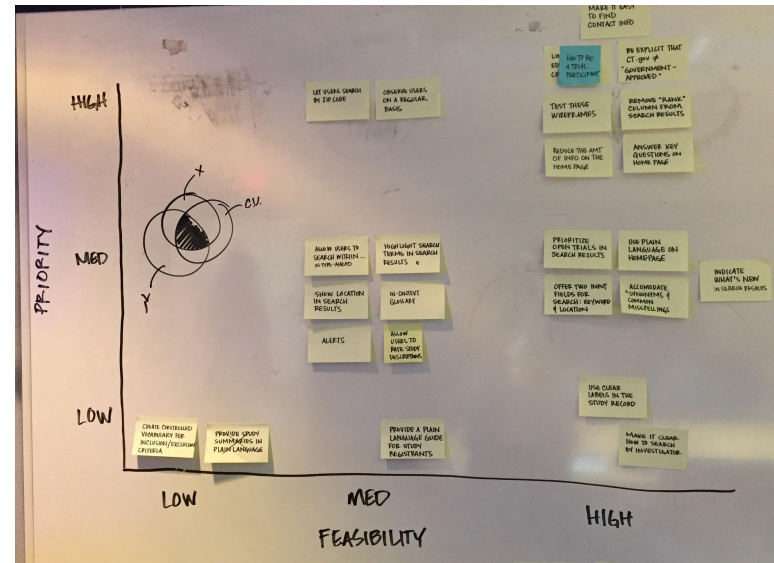 MAKE IT EASY
TO FIND
CONTACT INFO
HOW TO BE
A TRIAL
PARTICIPANT
BE EXPLICIT THAT
CT.gov ≠
"GOVERNMENT-
APPROVED"
HIGH
LET USERS SEARCH
BY ZIP CODE
OBSERVE USERS
ON A REGULAR
BASIS
TEST THESE
WIREFRAMES
REMOVE "RANK"
COLUMN FROM
SEARCH RESULTS
REDUCE THE AMT
OF INFO ON THE
HOME PAGE
ANSWER KEY
QUESTIONS ON
HOME PAGE
X
C.V.
PRIORITY
MED
ALLOW USERS TO
SEARCH WITHIN...
IN TYPE-AHEAD
HIGHLIGHT SEARCH
TERMS IN SEARCH
RESULTS
PRIORITIZE
OPEN TRIALS IN
SEARCH RESULTS
USE PLAIN
LANGUAGE ON
HOMEPAGE
INDICATE
WHAT'S NEW
IN SEARCH RESULTS
SHOW LOCATION
IN SEARCH
RESULTS
IN-CONTEXT
GLOSSARY
OFFER TWO INPUT
FIELDS FOR
SEARCH: KEYWORD
& LOCATION
ACCOMODATE
SYNONYMS &
COMMON
MISSPELLINGS
ALERTS
ALLOW
USERS TO
RATE STUDY
DESCRIPTIONS
LOW
USE CLEAR
LABELS IN THE
STUDY RECORD
CREATE CONTROLLED
VOCABULARY FOR
INCLUSION/EXCLUSION
CRITERIA
PROVIDE STUDY
SUMMARIES IN
PLAIN LANGUAGE
PROVIDE A PLAIN
LANGUAGE GUIDE
FOR STUDY
REGISTRANTS
MAKE IT CLEAR
HOW TO SEARCH
BY INVESTIGATOR
LOW
MED
HIGH
FEASIBILITY